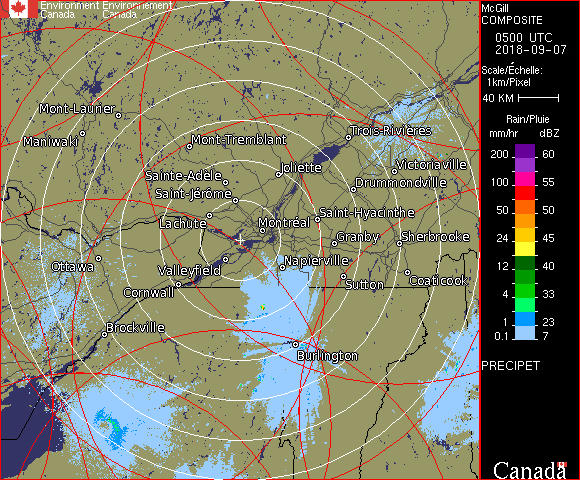 Environment Environnement
Canada Canada
McGill
COMPOSITE
0500 UTC
2018-09-07
Scale/Échelle:
1km/Pixel
40 KM
Rain/Pluie
mm/hr dBZ
200 60
100 55
50 50
24 45
12 40
4 33
1 23
0.1 7
PRECIPET
Canada
Mont-Laurier
Maniwaki
Mont-Tremblant
Trois-Rivières
Joliette
Victoriaville
Sainte-Adèle
Drummondville
Saint-Jérôme
Saint-Hyacinthe
Lachute
Montréal
Granby
Sherbrooke
Ottawa
Napierville
Valleyfield
Sutton
Coaticook
Cornwall
Brockville
Burlington